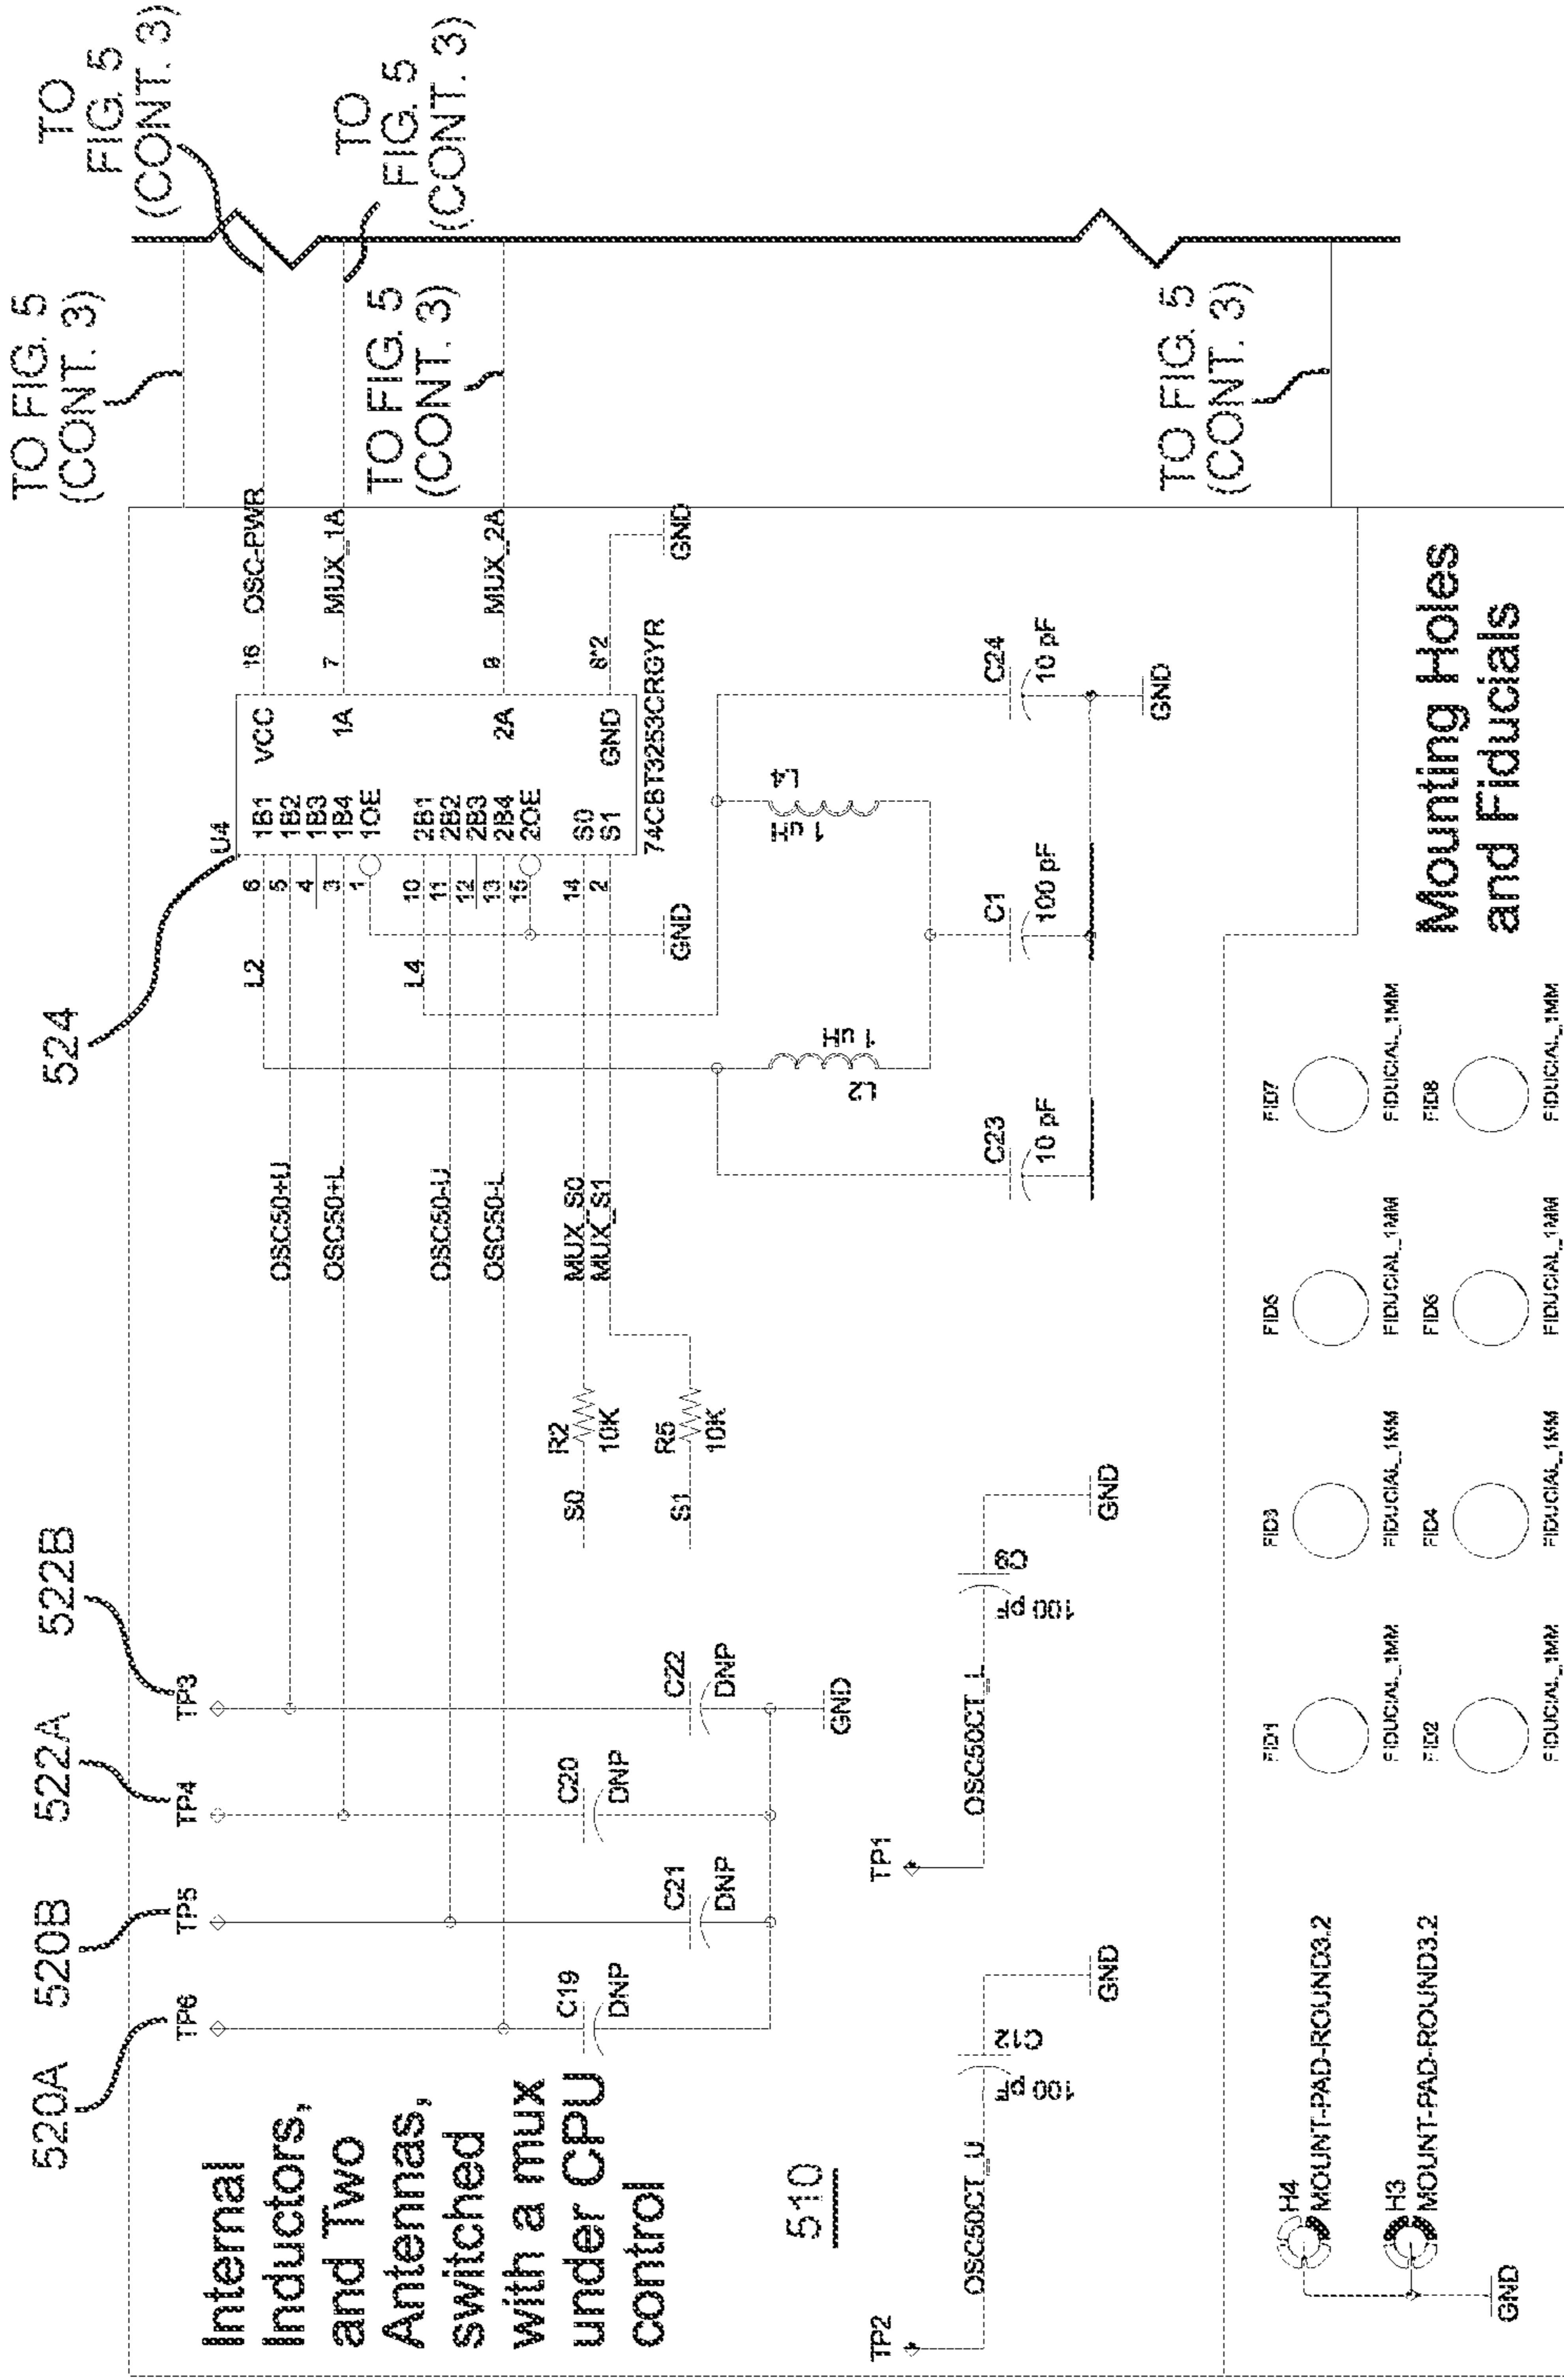 520A
520B
522A
522B
524
TO FIG. 5
(CONT. 3)
TO
FIG. 5
(CONT. 3)
TO
FIG. 5
(CONT. 3)
TO FIG. 5
(CONT. 3)
TO FIG. 5
(CONT. 3)
Internal
Inductors,
and Two
Antennas,
switched
with a mux
under CPU
control
510
TP6
TP5
TP4
TP3
C19
DNP
C21
DNP
C20
DNP
C22
DNP
GND
OSC50+U
OSC50+L
OSC50-U
OSC50-L
MUX_S0
MUX_S1
S0
R2
10K
S1
R5
10K
L2
L4
U4
6 1B1
5 1B2
4 1B3
3 1B4
1 1OE
10 2B1
11 2B2
12 2B3
13 2B4
15 2OE
14 S0
2 S1
VCC 16 OSC-PWR
1A 7 MUX_1A
2A 9 MUX_2A
GND 8*2
GND
74CBT3253CRGYR
GND
L2
1 uH
L4
1 uH
C23
10 pF
C1
100 pF
C24
10 pF
GND
TP2
OSC50CT_U
C12
100 pF
GND
TP1
OSC50CT_L
100 pF
GND
H4
MOUNT-PAD-ROUND3.2
H3
MOUNT-PAD-ROUND3.2
GND
FID1
FIDUCIAL_1MM
FID3
FIDUCIAL_1MM
FID5
FIDUCIAL_1MM
FID7
FIDUCIAL_1MM
FID2
FIDUCIAL_1MM
FID4
FIDUCIAL_1MM
FID6
FIDUCIAL_1MM
FID8
FIDUCIAL_1MM
Mounting Holes
and Fiducials